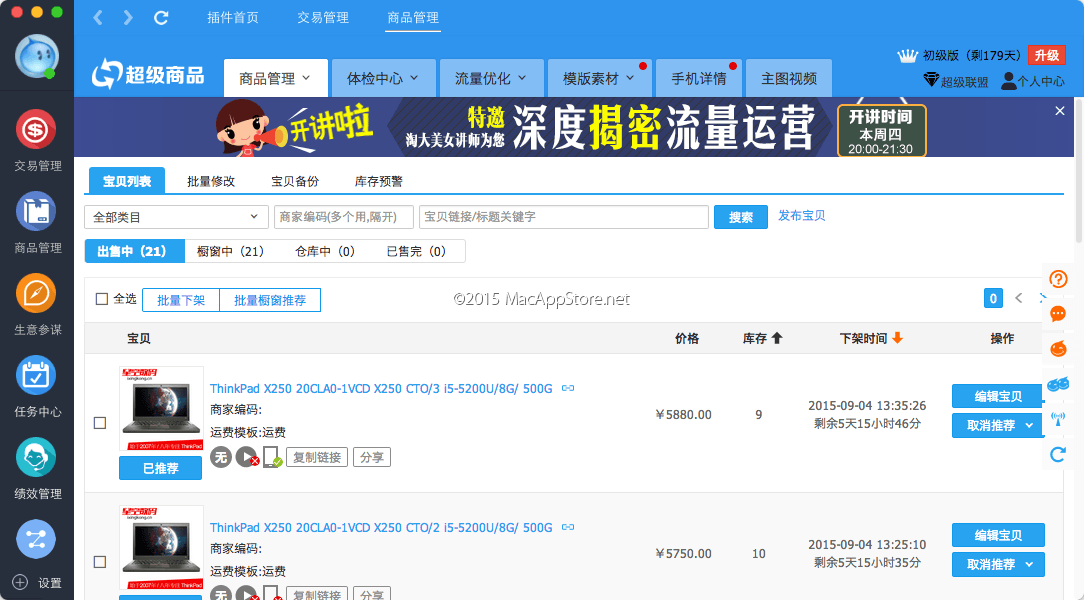 插件首页 交易管理 商品管理
超级商品
商品管理 体检中心 流量优化 模版素材 手机详情 主图视频
初级版（剩179天） 升级
超级联盟 个人中心
开讲啦
特邀
淘大美女讲师为您
深度揭密流量运营
开讲时间
本周四
20:00-21:30
交易管理
商品管理
生意参谋
任务中心
绩效管理
设置
宝贝列表 批量修改 宝贝备份 库存预警
全部类目 商家编码(多个用,隔开) 宝贝链接/标题关键字 搜索 发布宝贝
出售中（21） 橱窗中（21） 仓库中（0） 已售完（0）
全选 批量下架 批量橱窗推荐
©2015 MacAppStore.net
0
宝贝 价格 库存 下架时间 操作
星空数码
ThinkPad X250 20CLA0-1VCD X250 CTO/3 i5-5200U/8G/ 500G
商家编码:
运费模板:运费
无 复制链接 分享
已推荐
¥5880.00
9
2015-09-04 13:35:26
剩余5天15小时46分
编辑宝贝
取消推荐
星空数码
ThinkPad X250 20CLA0-1VCD X250 CTO/2 i5-5200U/8G/ 500G
商家编码:
运费模板:运费
无 复制链接 分享
¥5750.00
10
2015-09-04 13:25:10
剩余5天15小时35分
编辑宝贝
取消推荐